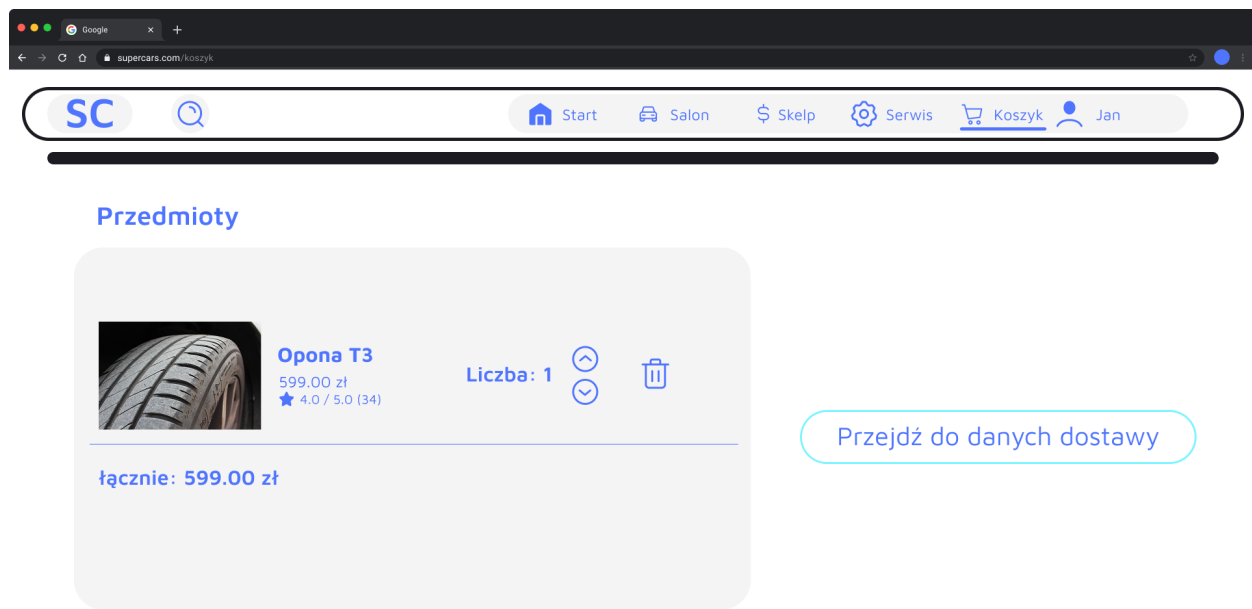 Google
supercars.com/koszyk
SC
Start
Salon
Skelp
Serwis
Koszyk
Jan
Przedmioty
Opona T3
599.00 zł
4.0 / 5.0 (34)
Liczba: 1
łącznie: 599.00 zł
Przejdź do danych dostawy